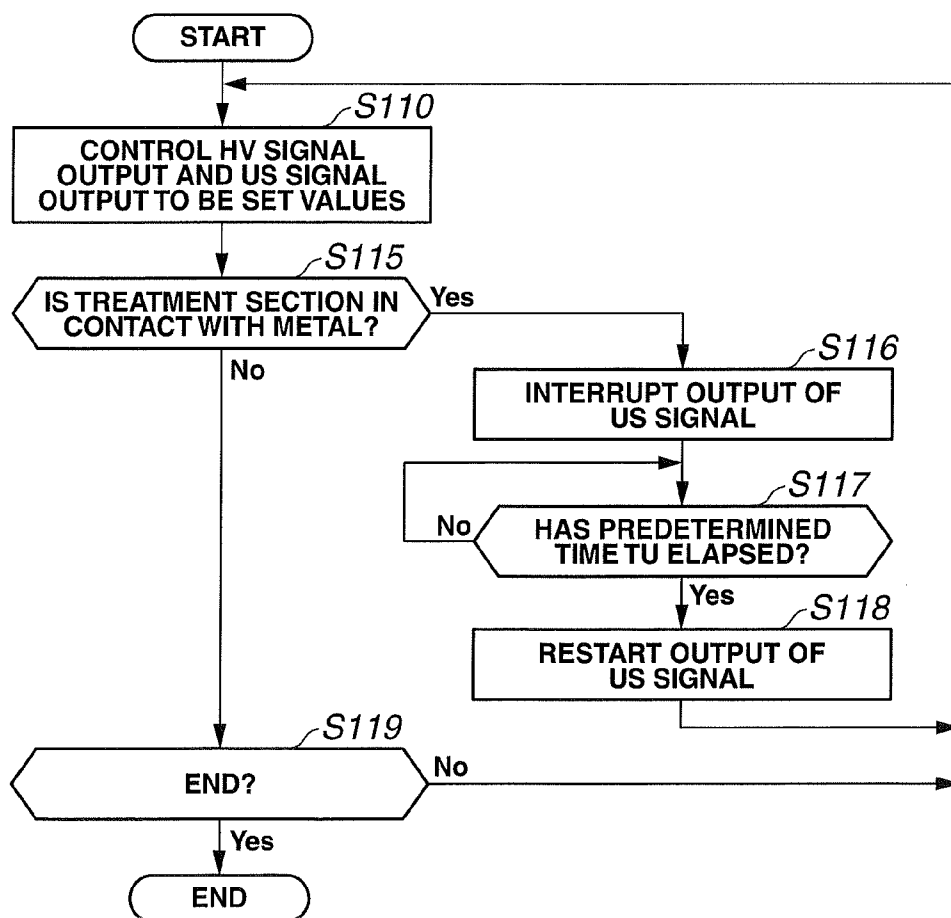 START
S110
CONTROL HV SIGNAL
OUTPUT AND US SIGNAL
OUTPUT TO BE SET VALUES
S115
IS TREATMENT SECTION IN
CONTACT WITH METAL?
Yes
No
S116
INTERRUPT OUTPUT OF
US SIGNAL
S117
HAS PREDETERMINED
TIME TU ELAPSED?
No
Yes
S118
RESTART OUTPUT OF
US SIGNAL
S119
END?
No
Yes
END